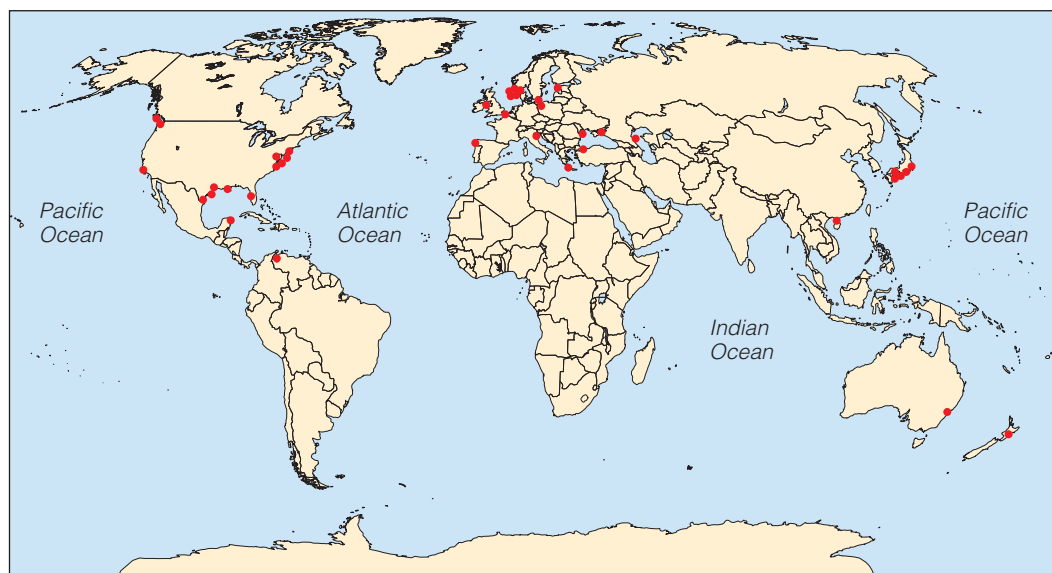 Pacific
Ocean
Atlantic
Ocean
Pacific
Ocean
Indian
Ocean